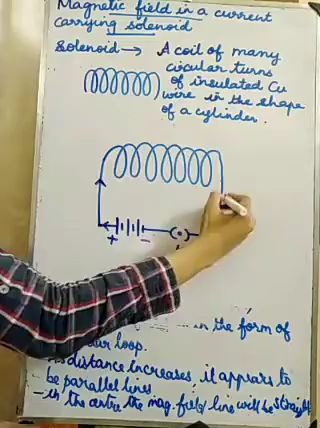 Magnetic field in a current
carrying solenoid
Solenoid → A coil of many
circular turns
of insulated Cu
wire in the shape
of a cylinder.
+ -
in the form of
loop.
distance increases, it appears to
be parallel lines
- in the centre the mag. field line will be straight